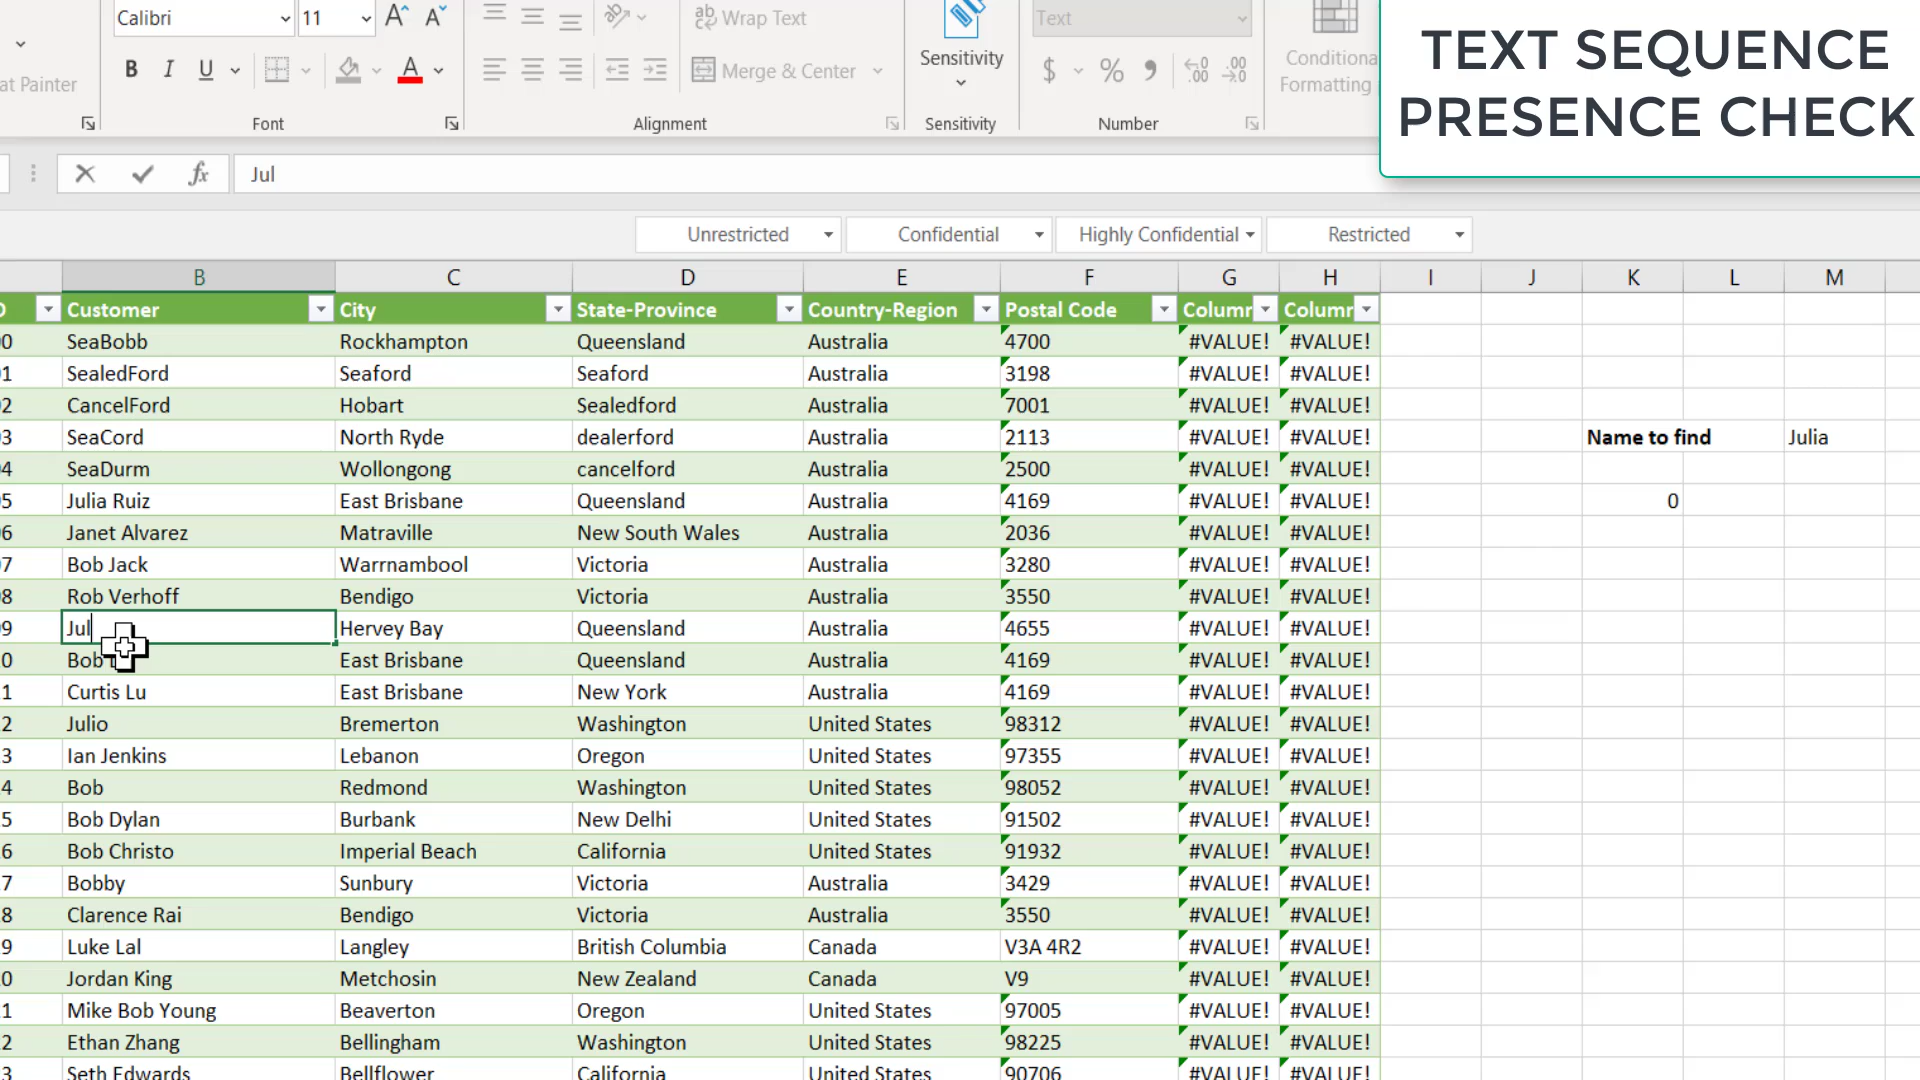 Calibri 11 A A ab Wrap Text Text
TEXT SEQUENCE
PRESENCE CHECK
at Painter B I U A Merge & Center Sensitivity $ % 9 .00 .00 Conditiona
Formatting
Font Alignment Sensitivity Number
fx Jul
Unrestricted Confidential Highly Confidential Restricted
B C D E F G H I J K L M
D Customer City State-Province Country-Region Postal Code Column Column
0 SeaBobb Rockhampton Queensland Australia 4700 #VALUE! #VALUE!
1 SealedFord Seaford Seaford Australia 3198 #VALUE! #VALUE!
2 CancelFord Hobart Sealedford Australia 7001 #VALUE! #VALUE!
3 SeaCord North Ryde dealerford Australia 2113 #VALUE! #VALUE! Name to find Julia
4 SeaDurm Wollongong cancelford Australia 2500 #VALUE! #VALUE!
5 Julia Ruiz East Brisbane Queensland Australia 4169 #VALUE! #VALUE! 0
6 Janet Alvarez Matraville New South Wales Australia 2036 #VALUE! #VALUE!
7 Bob Jack Warrnambool Victoria Australia 3280 #VALUE! #VALUE!
8 Rob Verhoff Bendigo Victoria Australia 3550 #VALUE! #VALUE!
9 Jul Hervey Bay Queensland Australia 4655 #VALUE! #VALUE!
0 Bob East Brisbane Queensland Australia 4169 #VALUE! #VALUE!
1 Curtis Lu East Brisbane New York Australia 4169 #VALUE! #VALUE!
2 Julio Bremerton Washington United States 98312 #VALUE! #VALUE!
3 Ian Jenkins Lebanon Oregon United States 97355 #VALUE! #VALUE!
4 Bob Redmond Washington United States 98052 #VALUE! #VALUE!
5 Bob Dylan Burbank New Delhi United States 91502 #VALUE! #VALUE!
6 Bob Christo Imperial Beach California United States 91932 #VALUE! #VALUE!
7 Bobby Sunbury Victoria Australia 3429 #VALUE! #VALUE!
8 Clarence Rai Bendigo Victoria Australia 3550 #VALUE! #VALUE!
9 Luke Lal Langley British Columbia Canada V3A 4R2 #VALUE! #VALUE!
0 Jordan King Metchosin New Zealand Canada V9 #VALUE! #VALUE!
1 Mike Bob Young Beaverton Oregon United States 97005 #VALUE! #VALUE!
2 Ethan Zhang Bellingham Washington United States 98225 #VALUE! #VALUE!
3 Seth Edwards Bellflower California United States 90706 #VALUE! #VALUE!